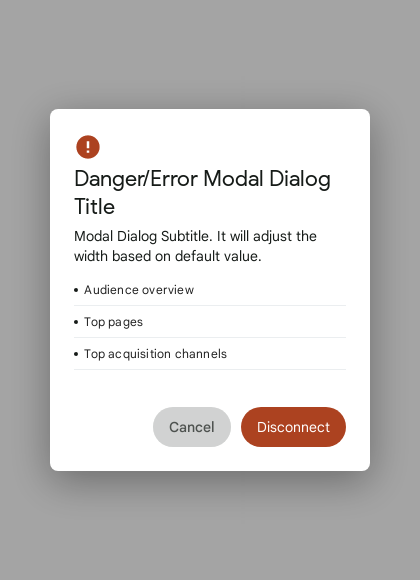 Danger/Error Modal Dialog
Title
Modal Dialog Subtitle. It will adjust the
width based on default value.
• Audience overview
• Top pages
• Top acquisition channels
Cancel
Disconnect